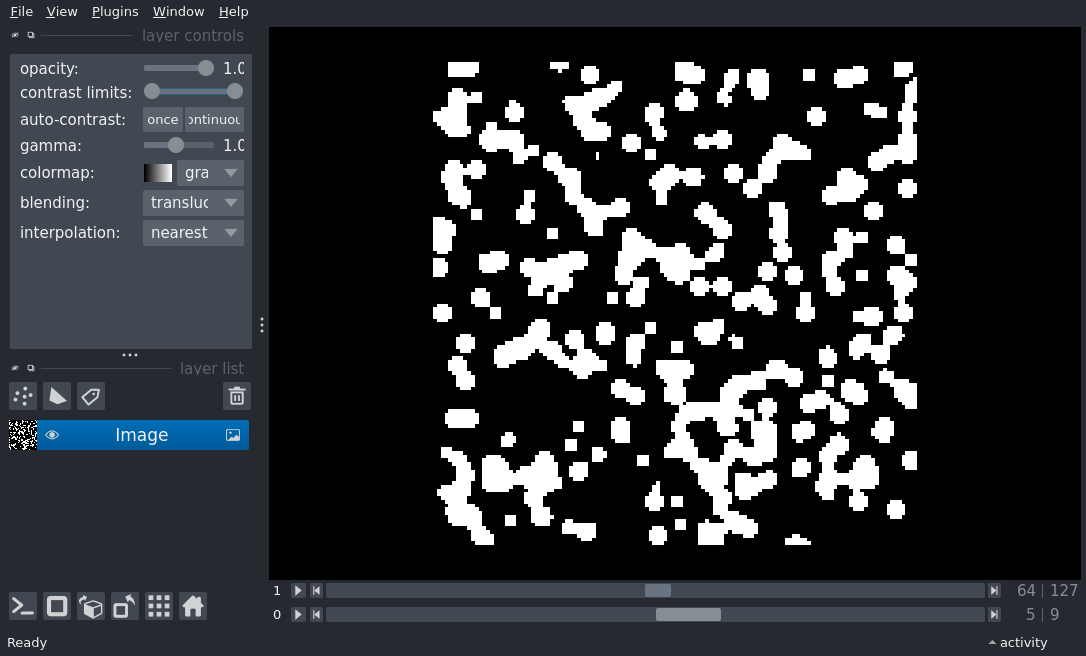 File View Plugins Window Help
layer controls
opacity: 1.0
contrast limits:
auto-contrast: once ontinuou
gamma: 1.0
colormap: gra
blending: transluc
interpolation: nearest
layer list
Image
1 64 | 127
0 5 | 9
Ready activity